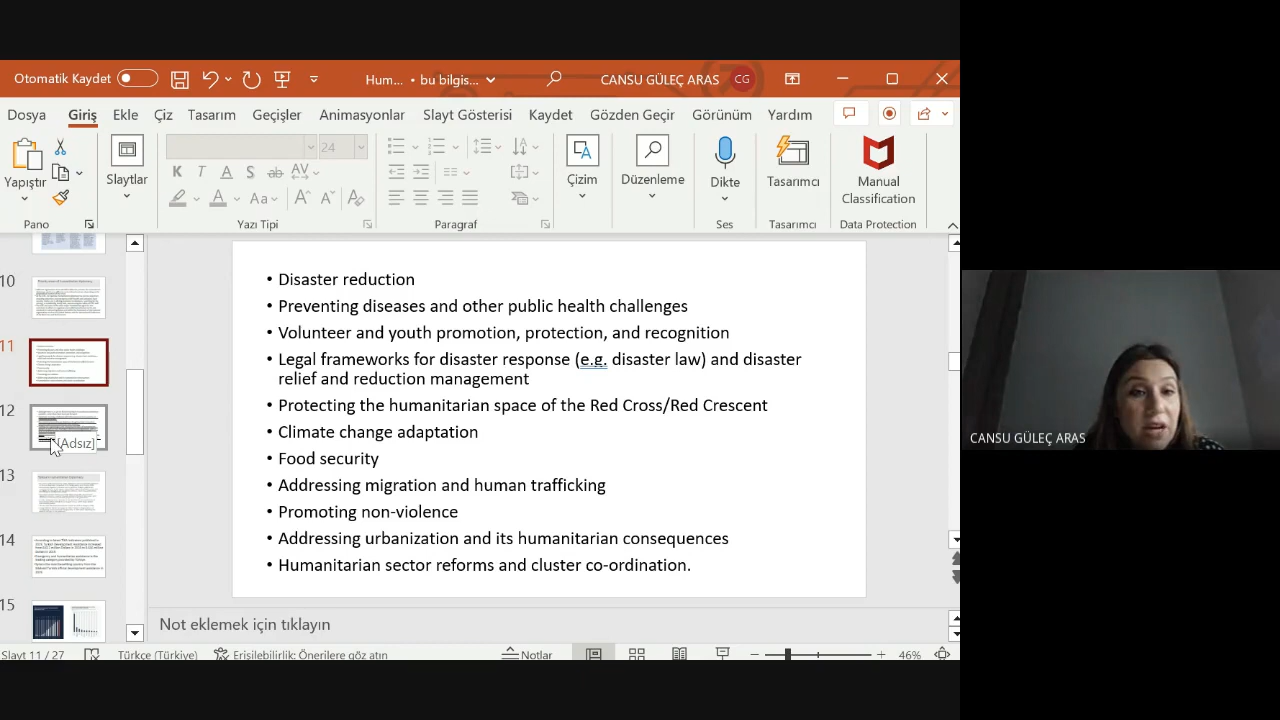 Otomatik Kaydet
Hum... • bu bilgis...
CANSU GÜLEÇ ARAS CG
Dosya Giriş Ekle Çiz Tasarım Geçişler Animasyonlar Slayt Gösterisi Kaydet Gözden Geçir Görünüm Yardım
24
K T A S ab AV
A Aa A A A
Yapıştır
Slaytlar
Çizim
Düzenleme
Dikte
Tasarımcı
Manual Classification
Pano
Yazı Tipi
Paragraf
Ses
Tasarımcı
Data Protection
10
11
12
[Adsız]
13
14
15
• Disaster reduction
• Preventing diseases and other public health challenges
• Volunteer and youth promotion, protection, and recognition
• Legal frameworks for disaster response (e.g. disaster law) and disaster
relief and reduction management
• Protecting the humanitarian space of the Red Cross/Red Crescent
• Climate change adaptation
• Food security
• Addressing migration and human trafficking
• Promoting non-violence
• Addressing urbanization and its humanitarian consequences
• Humanitarian sector reforms and cluster co-ordination.
Not eklemek için tıklayın
Slayt 11 / 27
Türkçe (Türkiye)
Erişilebilirlik: Önerilere göz atın
Notlar
46%
CANSU GÜLEÇ ARAS